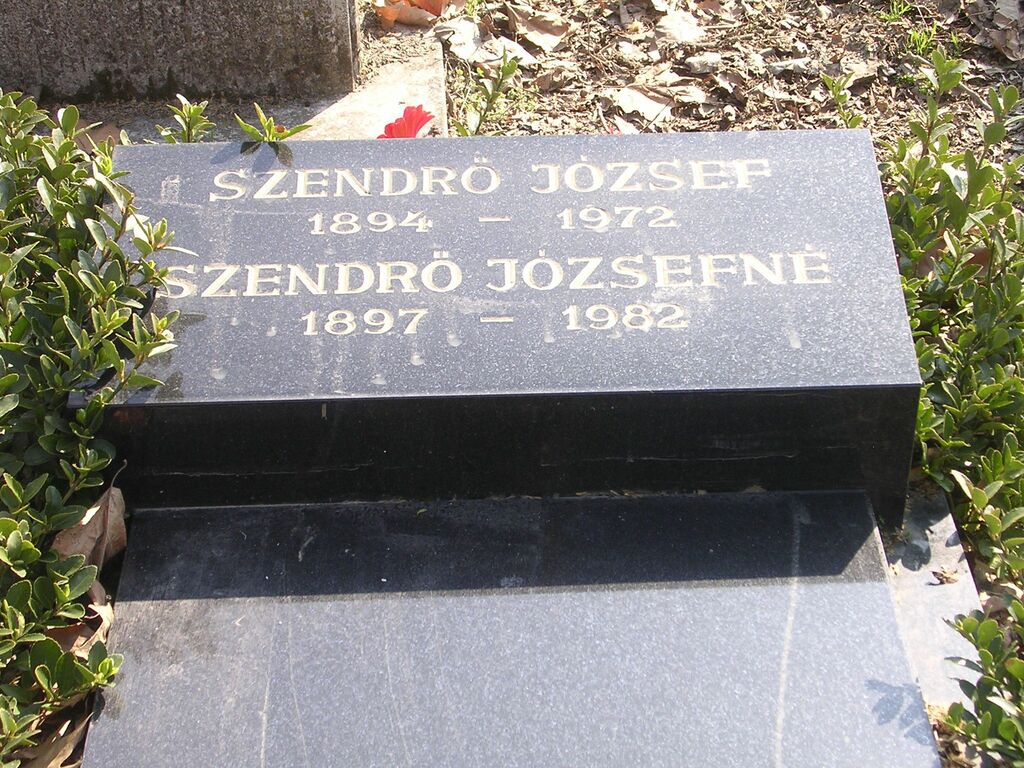 SZENDRŐ JÓZSEF
1894 – 1972
SZENDRŐ JÓZSEFNÉ
1897 – 1982